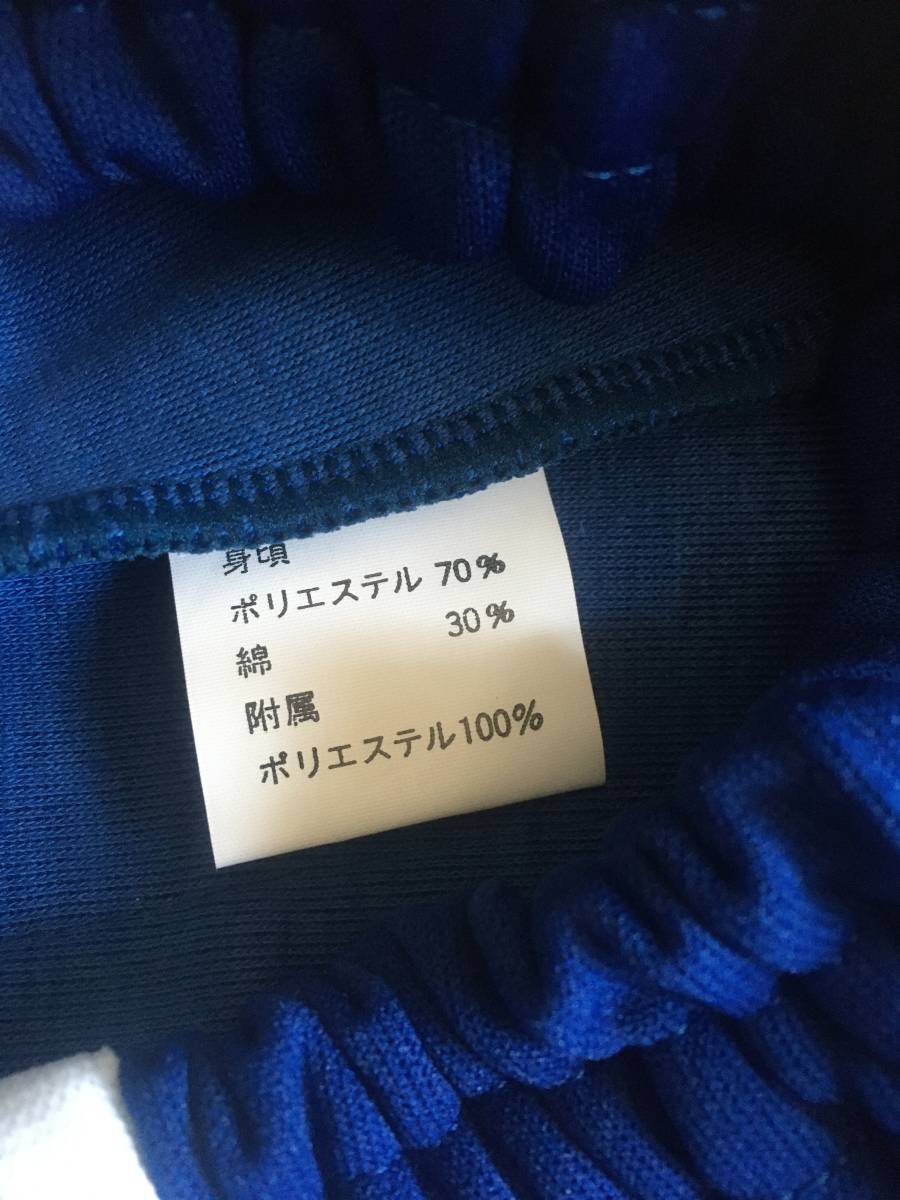 身頃
ポリエステル 70%
綿 30%
附属
ポリエステル100%